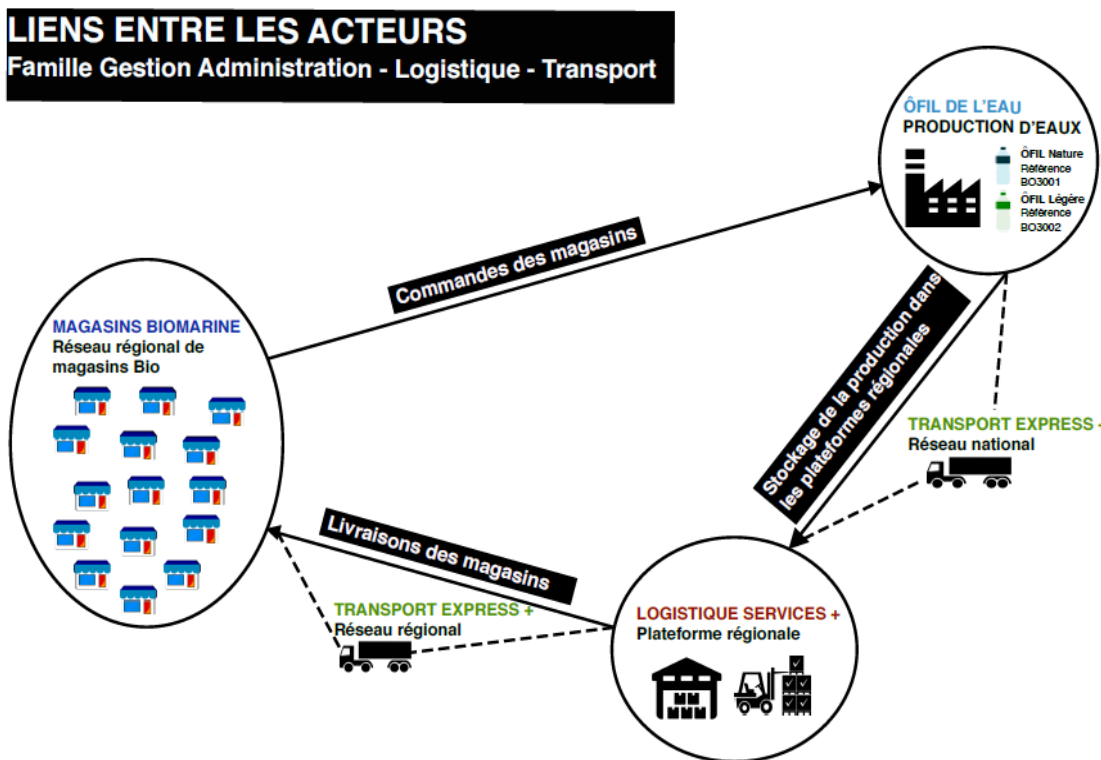 LIENS ENTRE LES ACTEURS
Famille Gestion Administration - Logistique - Transport
ÔFIL DE L'EAU
PRODUCTION D'EAUX
ÔFIL Nature
Référence
BO3001
ÔFIL Légère
Référence
BO3002
Commandes des magasins
MAGASINS BIOMARINE
Réseau régional de
magasins Bio
Stockage de la production dans
les plateformes régionales
TRANSPORT EXPRESS +
Réseau national
Livraisons des magasins
TRANSPORT EXPRESS +
Réseau régional
LOGISTIQUE SERVICES +
Plateforme régionale